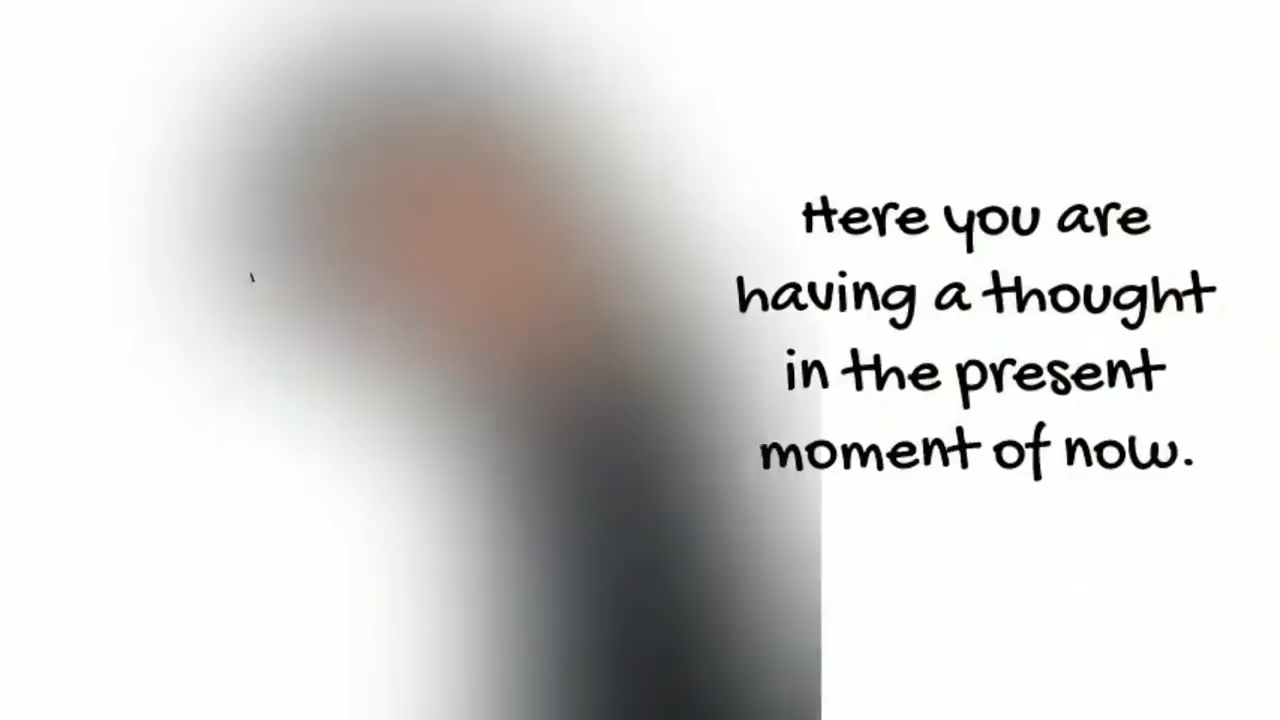 Here you are
having a thought
in the present
moment of now.